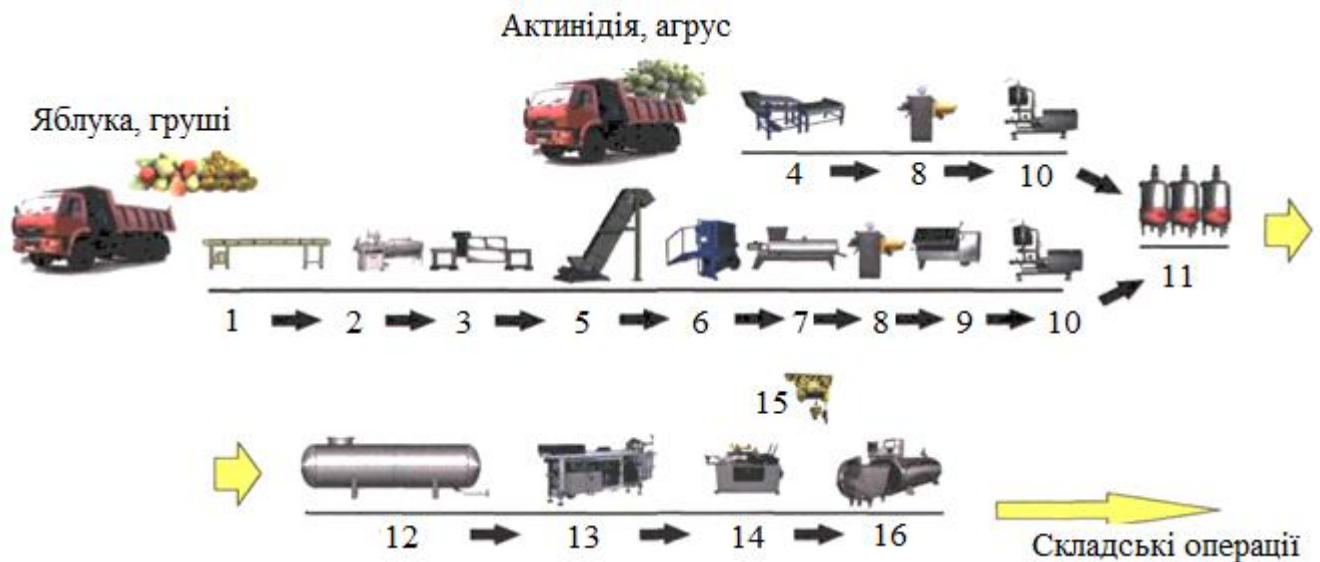 Актинідія, агрус
Яблука, груші
4 8 10
11
1 2 3 5 6 7 8 9 10
15
12 13 14 16
Складські операції